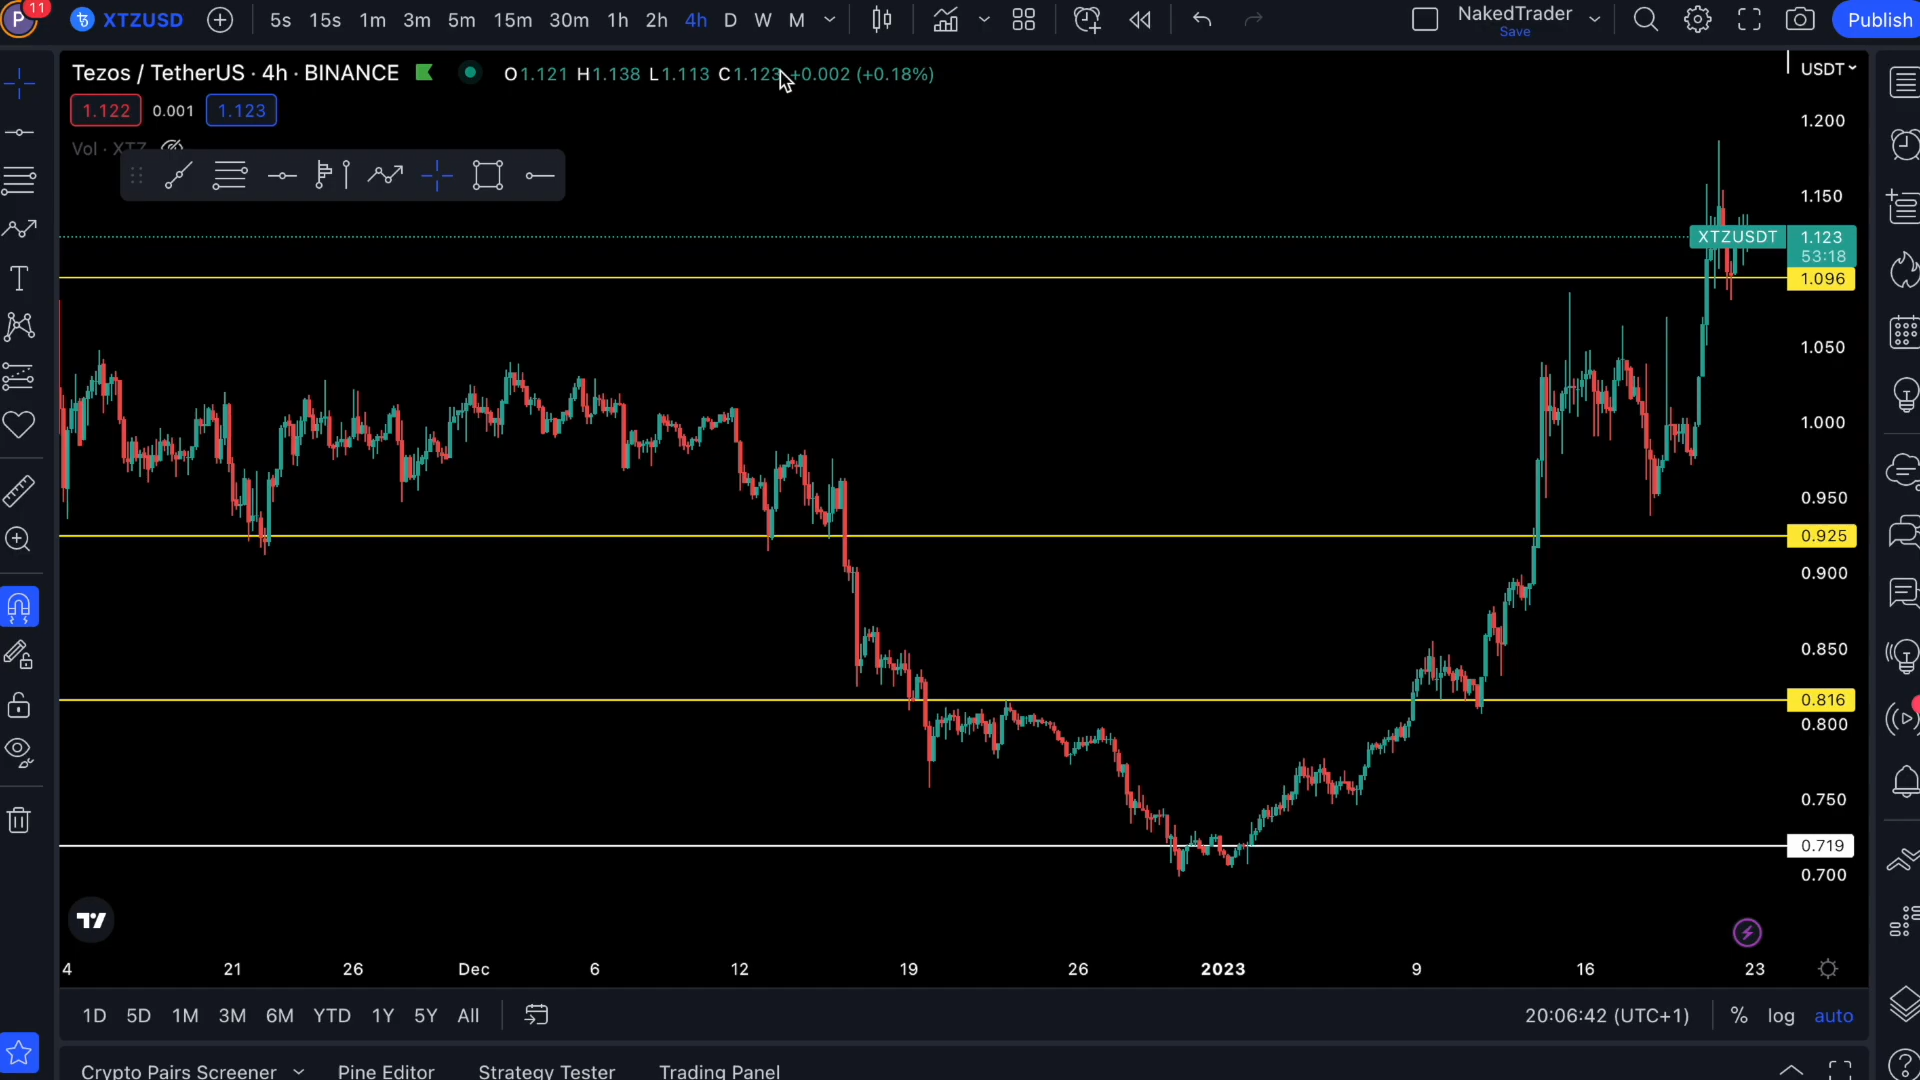 P 11 XTZUSD 5s 15s 1m 3m 5m 15m 30m 1h 2h 4h D W M NakedTrader Save Publish
Tezos / TetherUS · 4h · BINANCE O1.121 H1.138 L1.113 C1.123 +0.002 (+0.18%) USDT
1.122 0.001 1.123
Vol · XTZ
1.200
1.150
XTZUSDT 1.123
53:18
1.096
1.050
1.000
0.950
0.925
0.900
0.850
0.816
0.800
0.750
0.719
0.700
4 21 26 Dec 6 12 19 26 2023 9 16 23
1D 5D 1M 3M 6M YTD 1Y 5Y All 20:06:42 (UTC+1) % log auto
Crypto Pairs Screener Pine Editor Strategy Tester Trading Panel